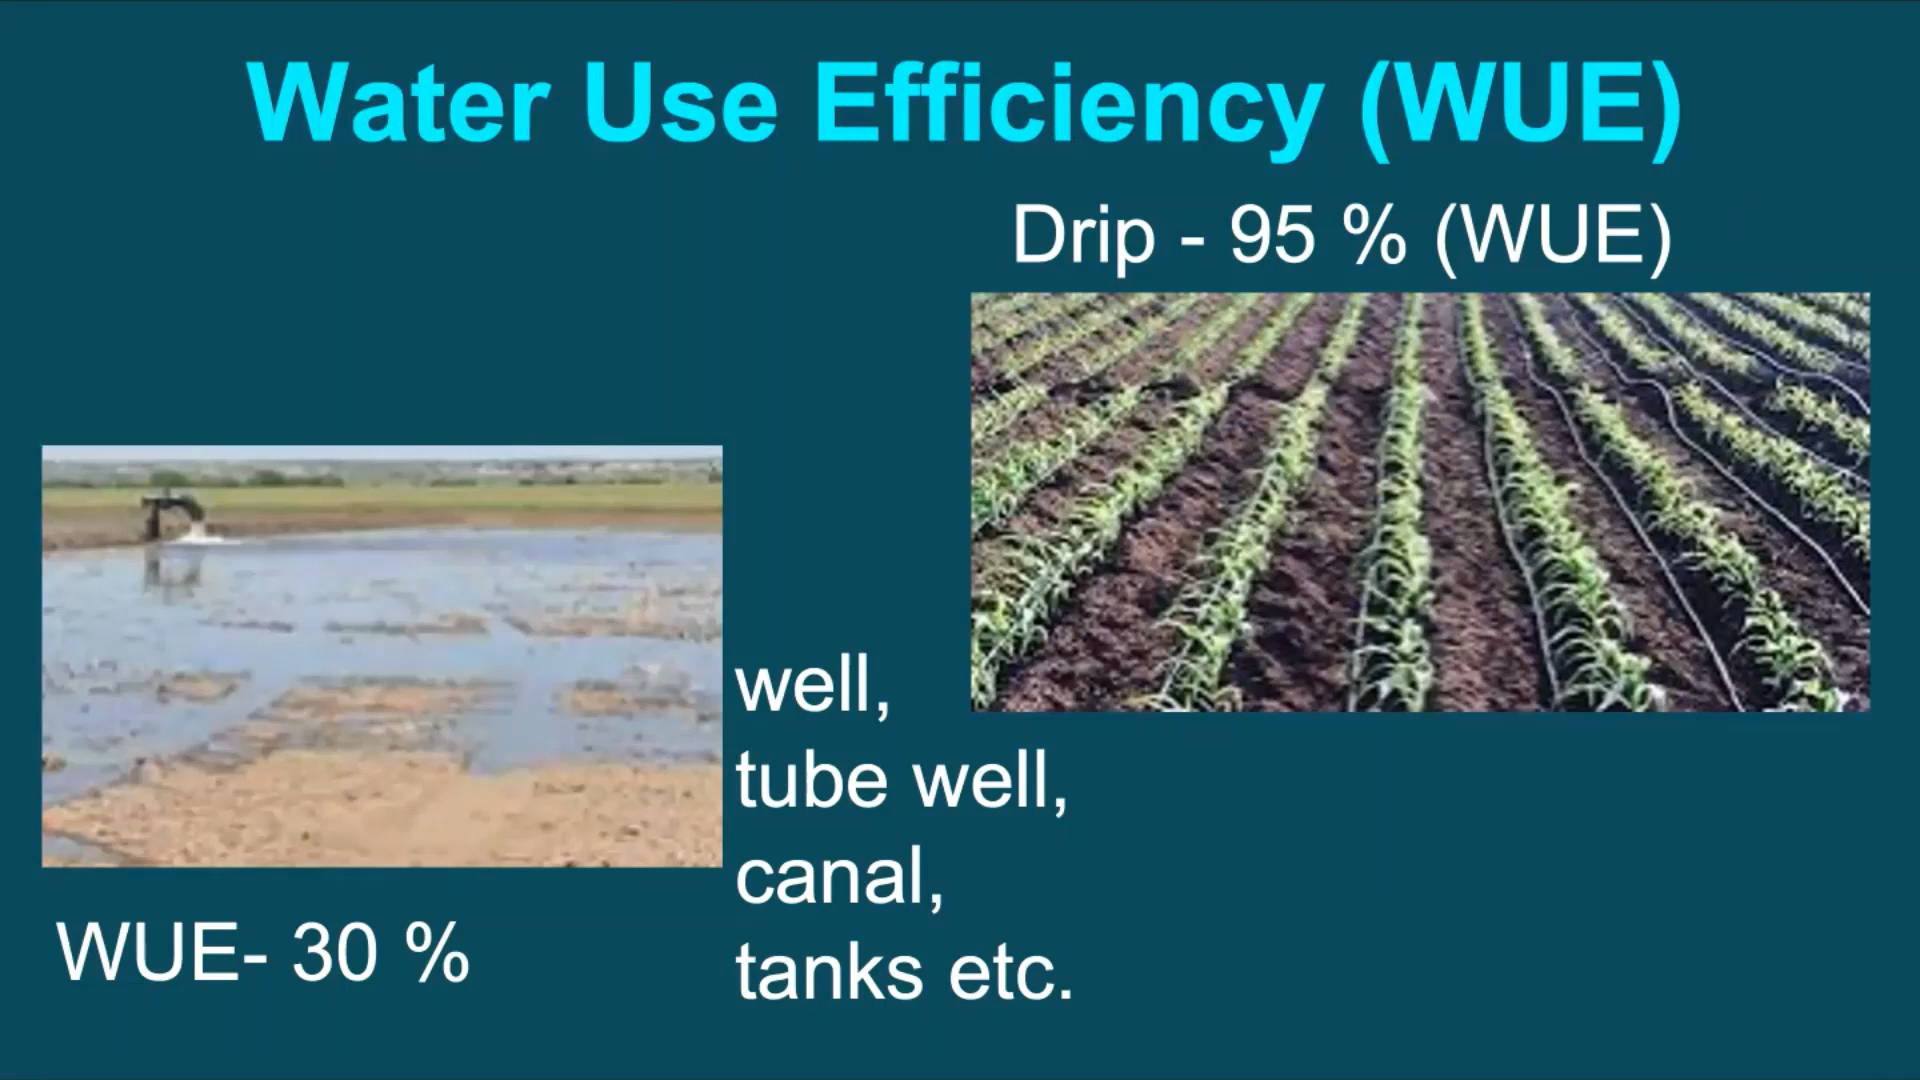 Water Use Efficiency (WUE)
Drip - 95 % (WUE)
well,
tube well,
canal,
tanks etc.
WUE- 30 %